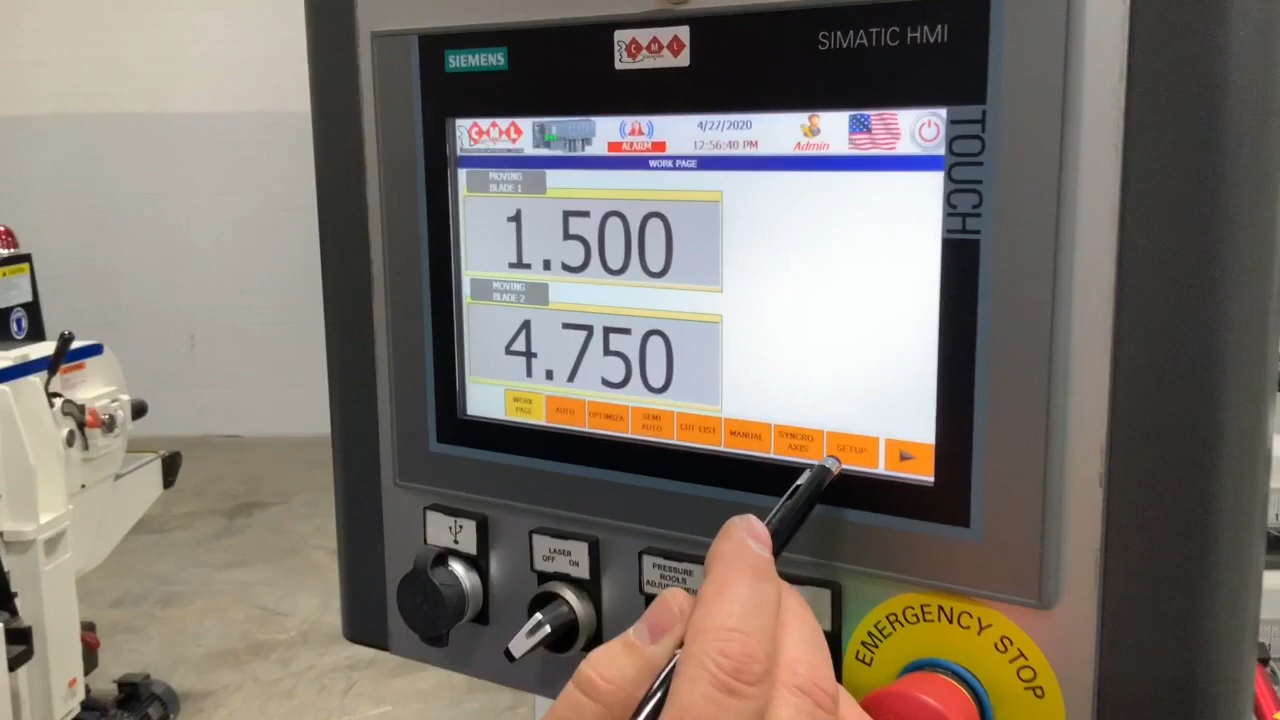 SIEMENS
CML
SIMATIC HMI
TOUCH
CML
ALARM
4/27/2020
12:56:40 PM
Admin
WORK PAGE
MOVING
BLADE 1
1.500
MOVING
BLADE 2
4.750
WORK
PAGE
AUTO
OPTIMIZA.
SEMI
AUTO
CUT LIST
MANUAL
SYNCRO
AXIS
SETUP
LASER
OFF ON
PRESSURE
ROOLS
EMERGENCY STOP